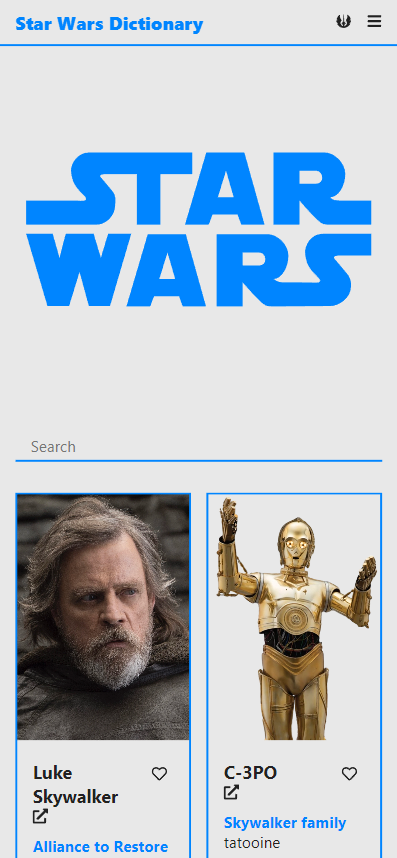 Star Wars Dictionary
STAR
WARS
Search
Luke
Skywalker
Alliance to Restore
C-3PO
Skywalker family
tatooine